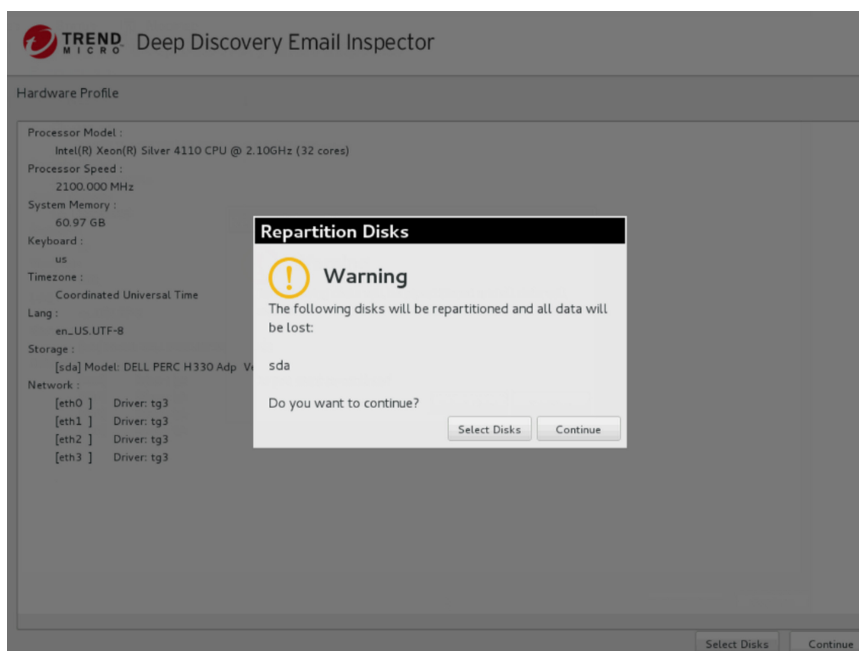 TREND MICRO Deep Discovery Email Inspector
Hardware Profile
Processor Model :
Intel(R) Xeon(R) Silver 4110 CPU @ 2.10GHz (32 cores)
Processor Speed :
2100.000 MHz
System Memory :
60.97 GB
Keyboard :
us
Timezone :
Coordinated Universal Time
Lang :
en_US.UTF-8
Storage :
[sda] Model: DELL PERC H330 Adp
Network :
[eth0 ] Driver: tg3
[eth1 ] Driver: tg3
[eth2 ] Driver: tg3
[eth3 ] Driver: tg3
Repartition Disks
Warning
The following disks will be repartitioned and all data will
be lost:
sda
Do you want to continue?
Select Disks Continue
Select Disks Continue